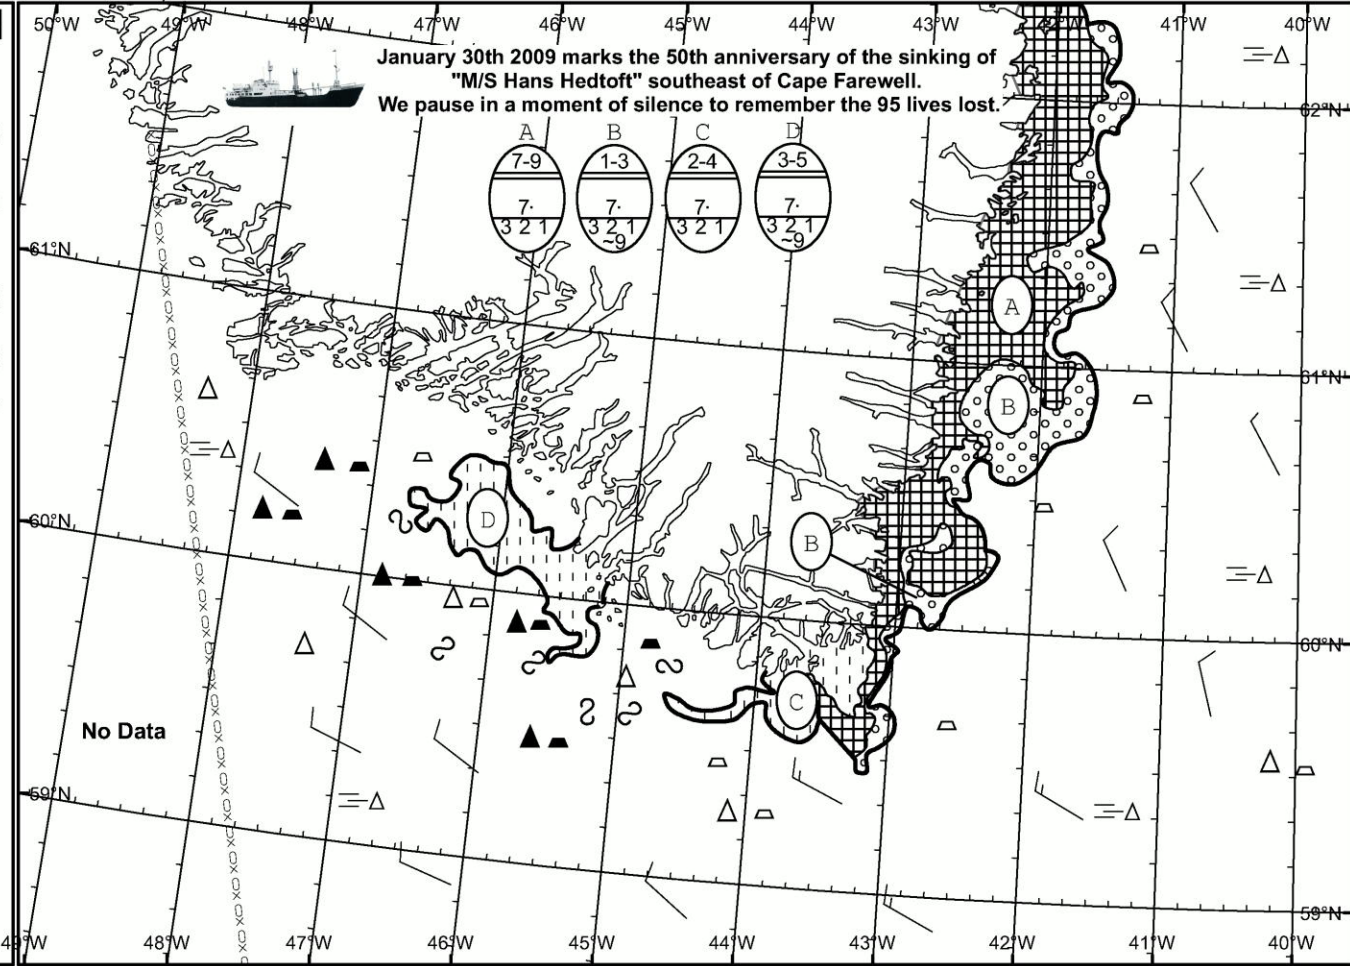 50°W 49°W 48°W 47°W 46°W 45°W 44°W 43°W 42°W 41°W 40°W
January 30th 2009 marks the 50th anniversary of the sinking of
"M/S Hans Hedtoft" southeast of Cape Farewell.
We pause in a moment of silence to remember the 95 lives lost.
62°N
A B C D
7-9 1-3 2-4 3-5
7· 7· 7· 7·
3 2 1 3 2 1 3 2 1 3 2 1
~9 ~9
61°N
A
61°N
B
D
60°N
B
60°N
C
No Data
59°N
59°N
49°W 48°W 47°W 46°W 45°W 44°W 43°W 42°W 41°W 40°W